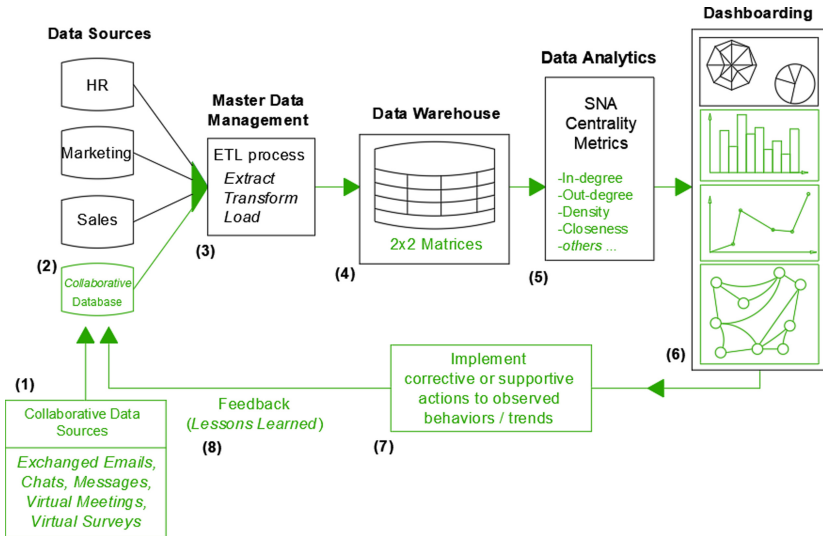 Data Sources
HR
Marketing
Sales
(2)
Collaborative
Database
Master Data
Management
ETL process
Extract
Transform
Load
(3)
Data Warehouse
2x2 Matrices
(4)
Data Analytics
SNA
Centrality
Metrics
-In-degree
-Out-degree
-Density
-Closeness
-others ...
(5)
Dashboarding
(6)
(1)
Collaborative Data
Sources
Exchanged Emails,
Chats, Messages,
Virtual Meetings,
Virtual Surveys
Feedback
(Lessons Learned)
(8)
Implement
corrective or supportive
actions to observed
behaviors / trends
(7)